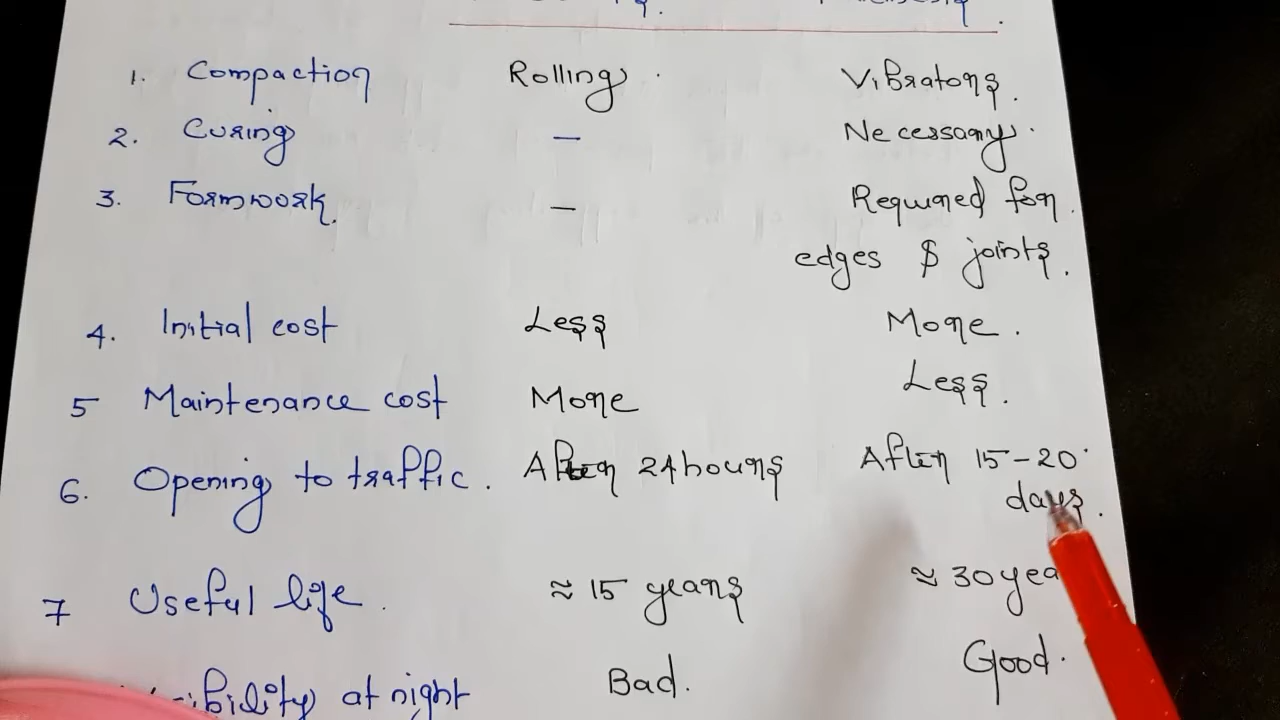 1. Compaction Rolling. Vibrators.
2. Curing — Necessary.
3. Formwork. — Required for
edges & joints.
4. Initial cost Less More.
5 Maintenance cost More Less.
6. Opening to traffic. After 24 hours After 15-20
days.
7 Useful life. ≈ 15 years ≈ 30 yea
at night Bad. Good.